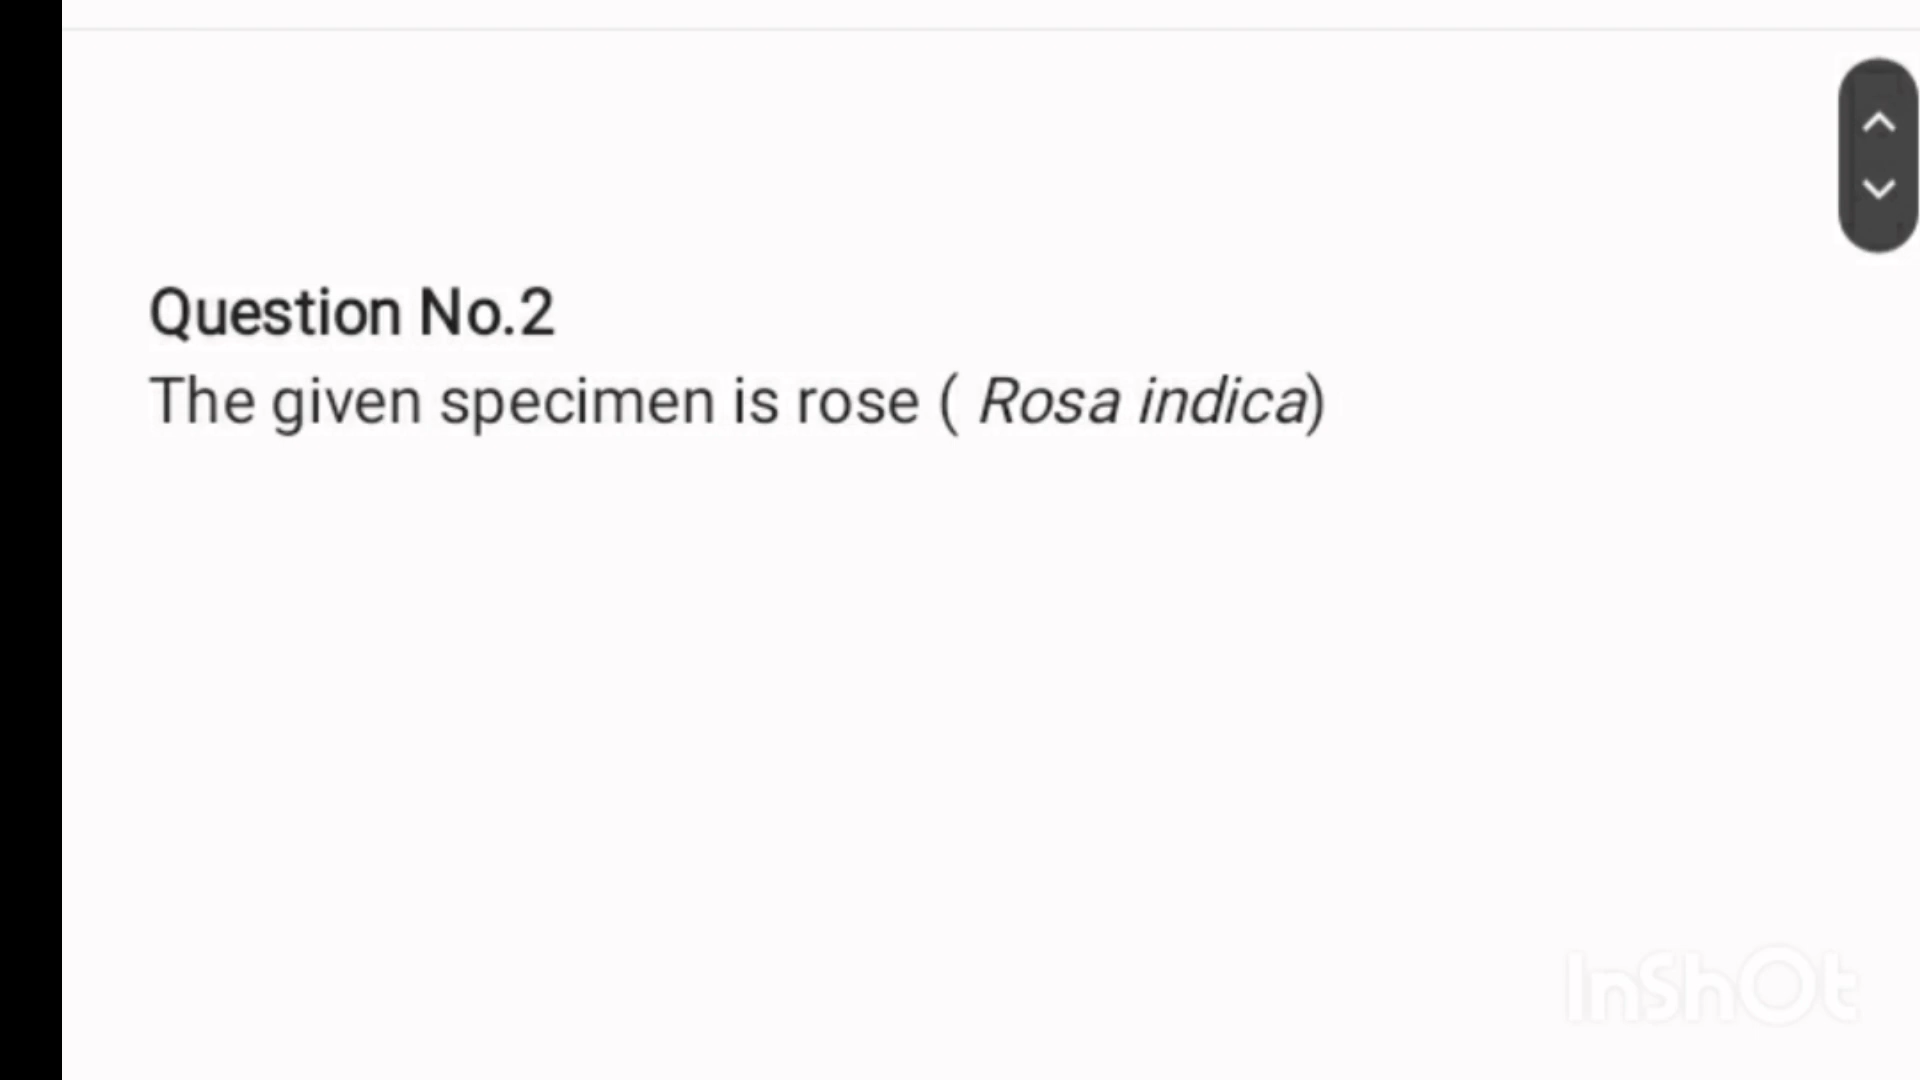 Question No.2
The given specimen is rose ( Rosa indica)
InShOt